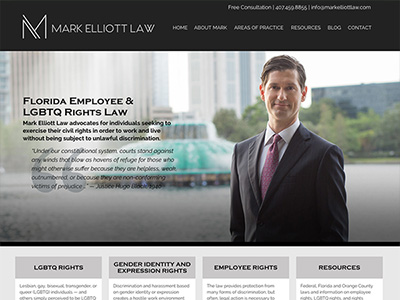 Free Consultation | 407.459.8855 | info@markelliottlaw.com
MARK ELLIOTT LAW
HOME ABOUT MARK AREAS OF PRACTICE RESOURCES BLOG CONTACT
Florida Employee &
LGBTQ Rights Law
Mark Elliott Law advocates for individuals seeking to
exercise their civil rights in order to work and live
without being subject to unlawful discrimination.
"Under our constitutional system, courts stand against
any winds that blow as havens of refuge for those who
might otherwise suffer because they are helpless, weak,
outnumbered, or because they are non-conforming
victims of prejudice..." — Justice Hugo Black, 1940
LGBTQ RIGHTS
GENDER IDENTITY AND
EXPRESSION RIGHTS
EMPLOYEE RIGHTS
RESOURCES
Lesbian, gay, bisexual, transgender,
or queer (LGBTQ) individuals — and
others simply perceived to be LGBTQ
Discrimination and harassment based
on gender identity or expression
creates a hostile work environment
The law provides protection from
many forms of discrimination, but
often legal action is necessary to
Federal, Florida and Orange County
laws and information on employee
rights, LGBTQ rights, and rights